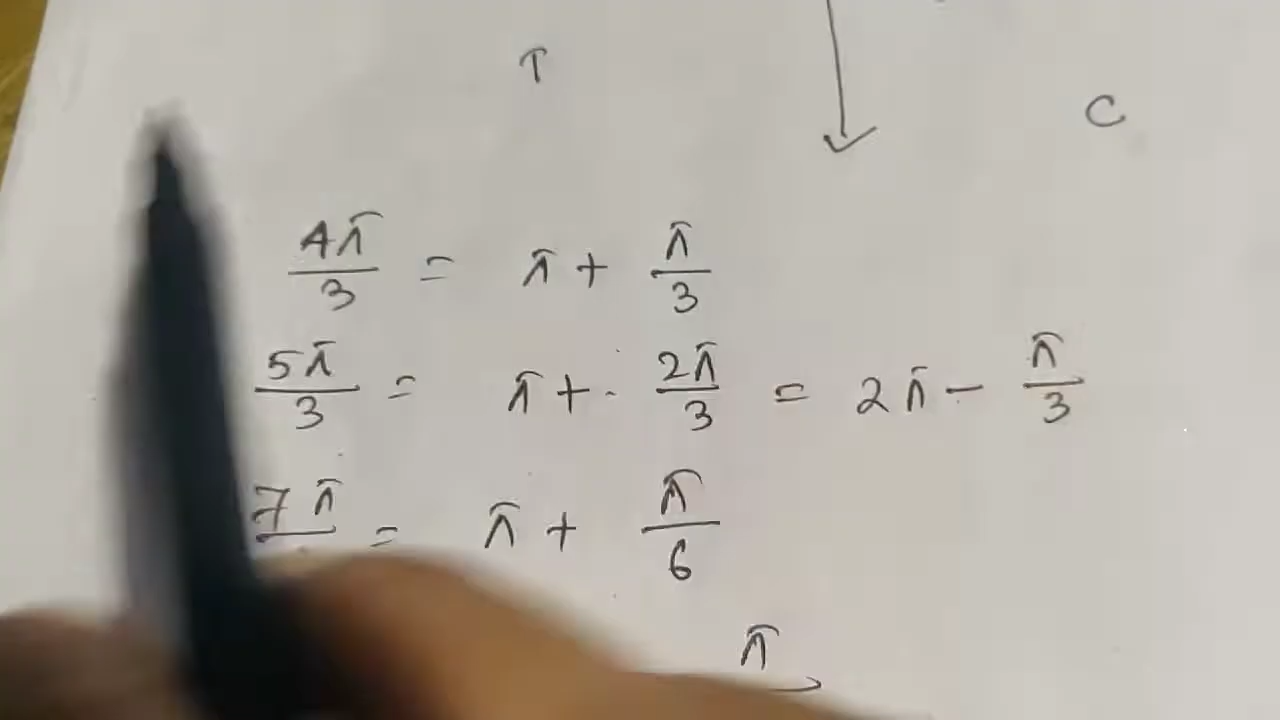 T
C
4π/3 = π + π/3
5π/3 = π + 2π/3 = 2π - π/3
7π = π + π/6
π